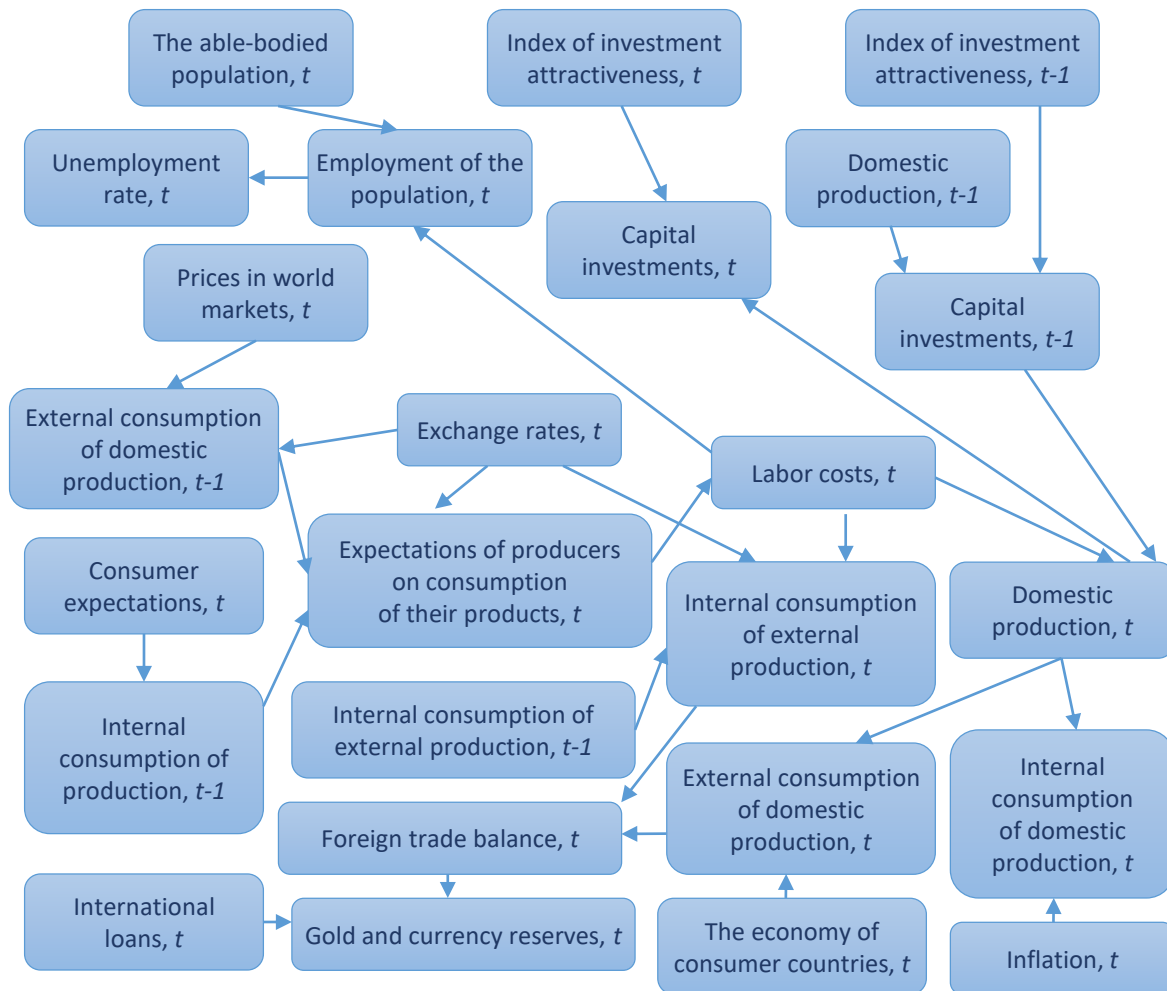 The able-bodied
population, t
Index of investment
attractiveness, t
Index of investment
attractiveness, t-1
Unemployment
rate, t
Employment of the
population, t
Domestic
production, t-1
Capital
investments, t
Prices in world
markets, t
Capital
investments, t-1
External consumption
of domestic
production, t-1
Exchange rates, t
Labor costs, t
Expectations of producers
on consumption
of their products, t
Consumer
expectations, t
Internal consumption
of external
production, t
Domestic
production, t
Internal
consumption of
production, t-1
Internal consumption of
external production, t-1
External consumption
of domestic
production, t
Internal
consumption
of domestic
production, t
Foreign trade balance, t
International
loans, t
Gold and currency reserves, t
The economy of
consumer countries, t
Inflation, t